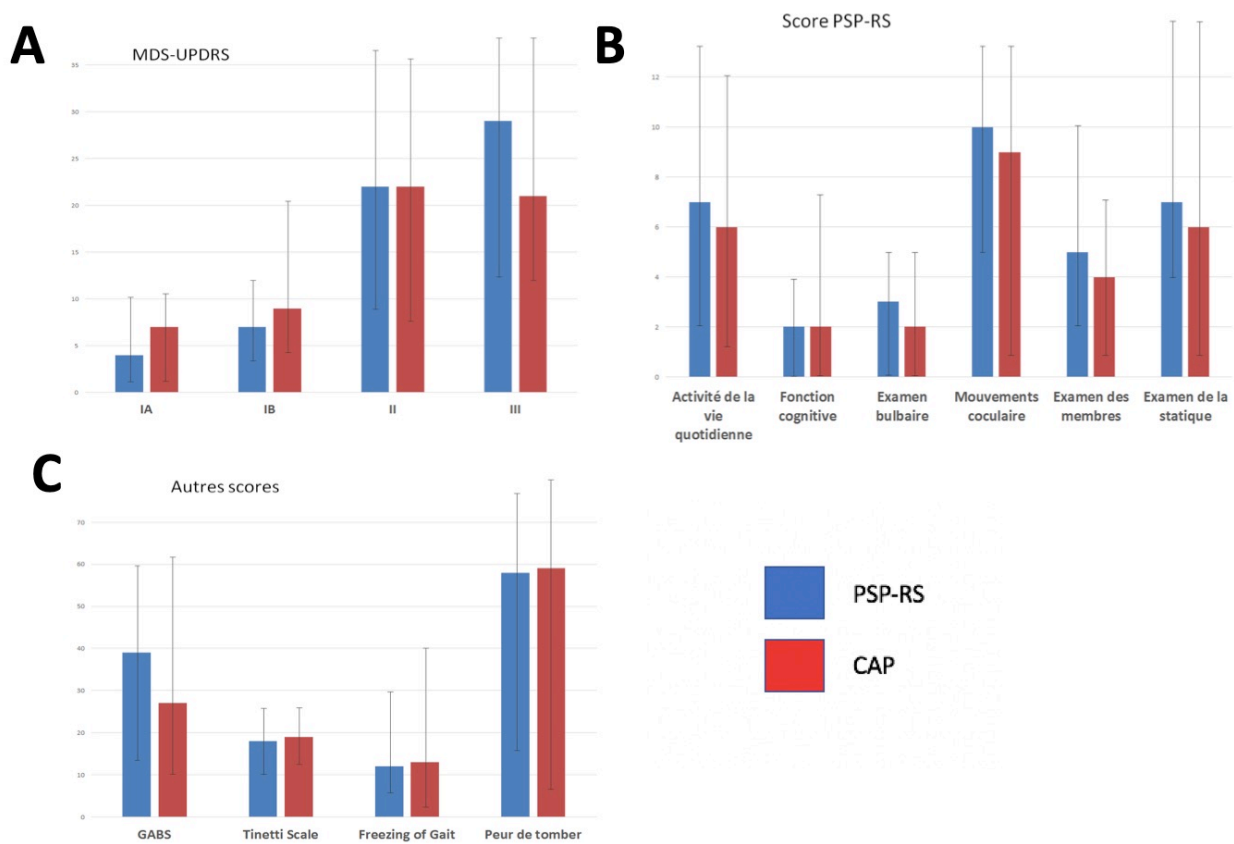 A
MDS-UPDRS
35
30
25
20
15
10
5
0
IA IB II III
B
Score PSP-RS
12
10
8
6
4
2
0
Activité de la vie quotidienne
Fonction cognitive
Examen bulbaire
Mouvements coculaire
Examen des membres
Examen de la statique
C
Autres scores
70
60
50
40
30
20
10
0
GABS Tinetti Scale Freezing of Gait Peur de tomber
PSP-RS
CAP